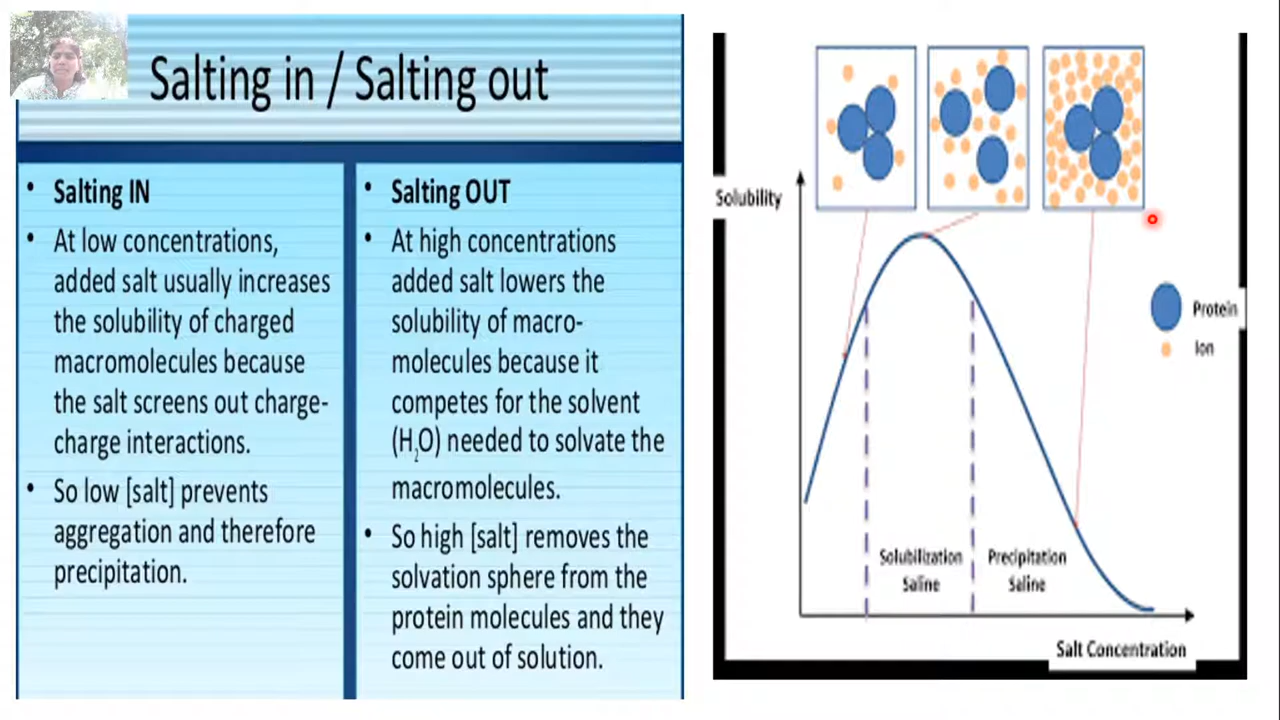 Salting in / Salting out
• Salting IN
• At low concentrations,
added salt usually increases
the solubility of charged
macromolecules because
the salt screens out charge-
charge interactions.
• So low [salt] prevents
aggregation and therefore
precipitation.
• Salting OUT
• At high concentrations
added salt lowers the
solubility of macro-
molecules because it
competes for the solvent
(H₂O) needed to solvate the
macromolecules.
• So high [salt] removes the
solvation sphere from the
protein molecules and they
come out of solution.
Solubility
Protein
Ion
Solubilization
Saline
Precipitation
Saline
Salt Concentration